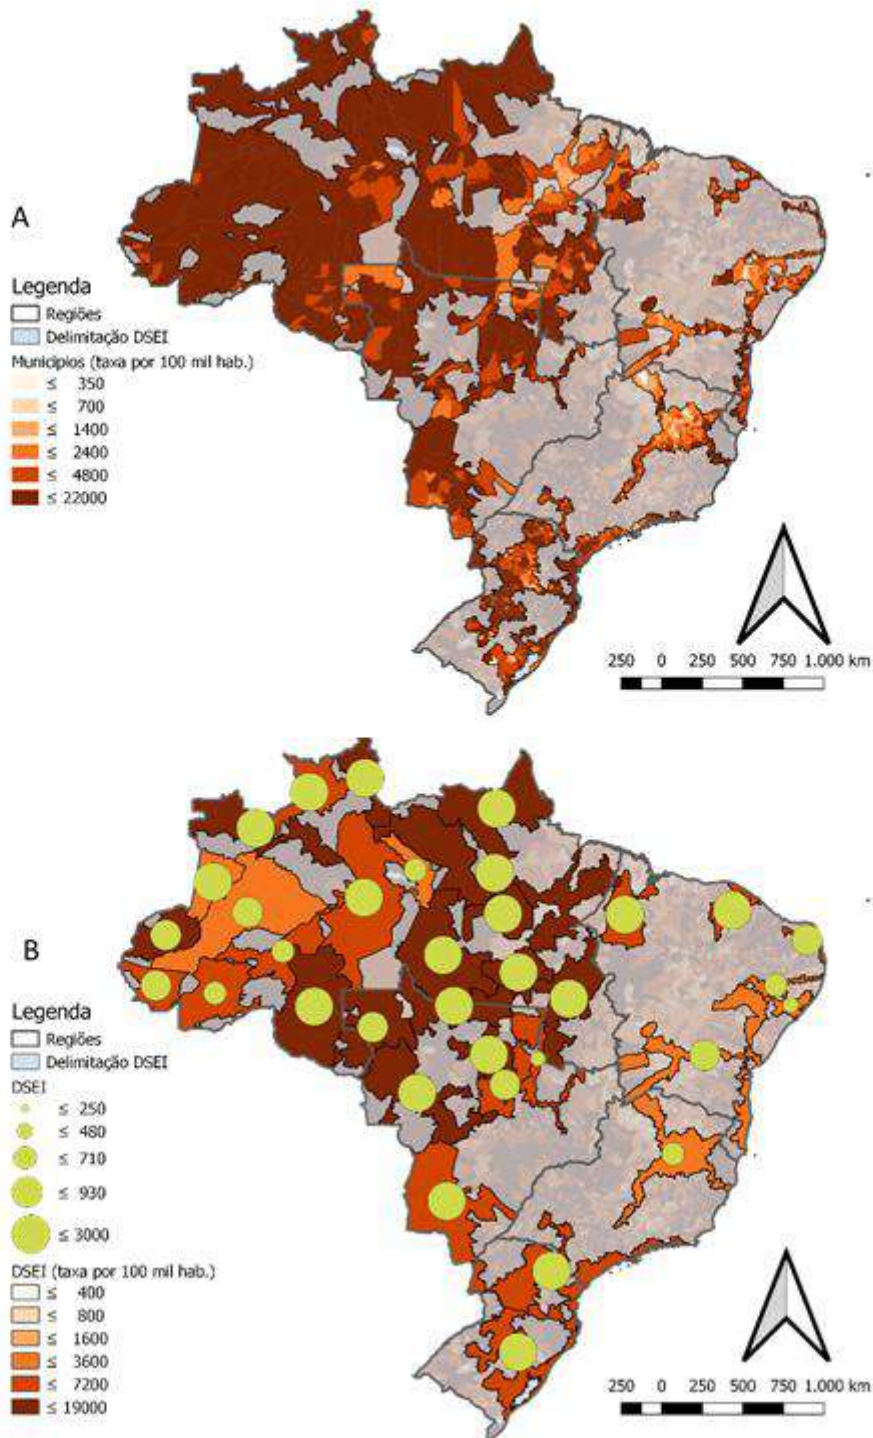 A
Legenda
Regiões
Delimitação DSEI
Municípios (taxa por 100 mil hab.)
≤ 350
≤ 700
≤ 1400
≤ 2400
≤ 4800
≤ 22000
250 0 250 500 750 1.000 km
B
Legenda
Regiões
Delimitação DSEI
DSEI
≤ 250
≤ 480
≤ 710
≤ 930
≤ 3000
DSEI (taxa por 100 mil hab.)
≤ 400
≤ 800
≤ 1600
≤ 3600
≤ 7200
≤ 19000
250 0 250 500 750 1.000 km